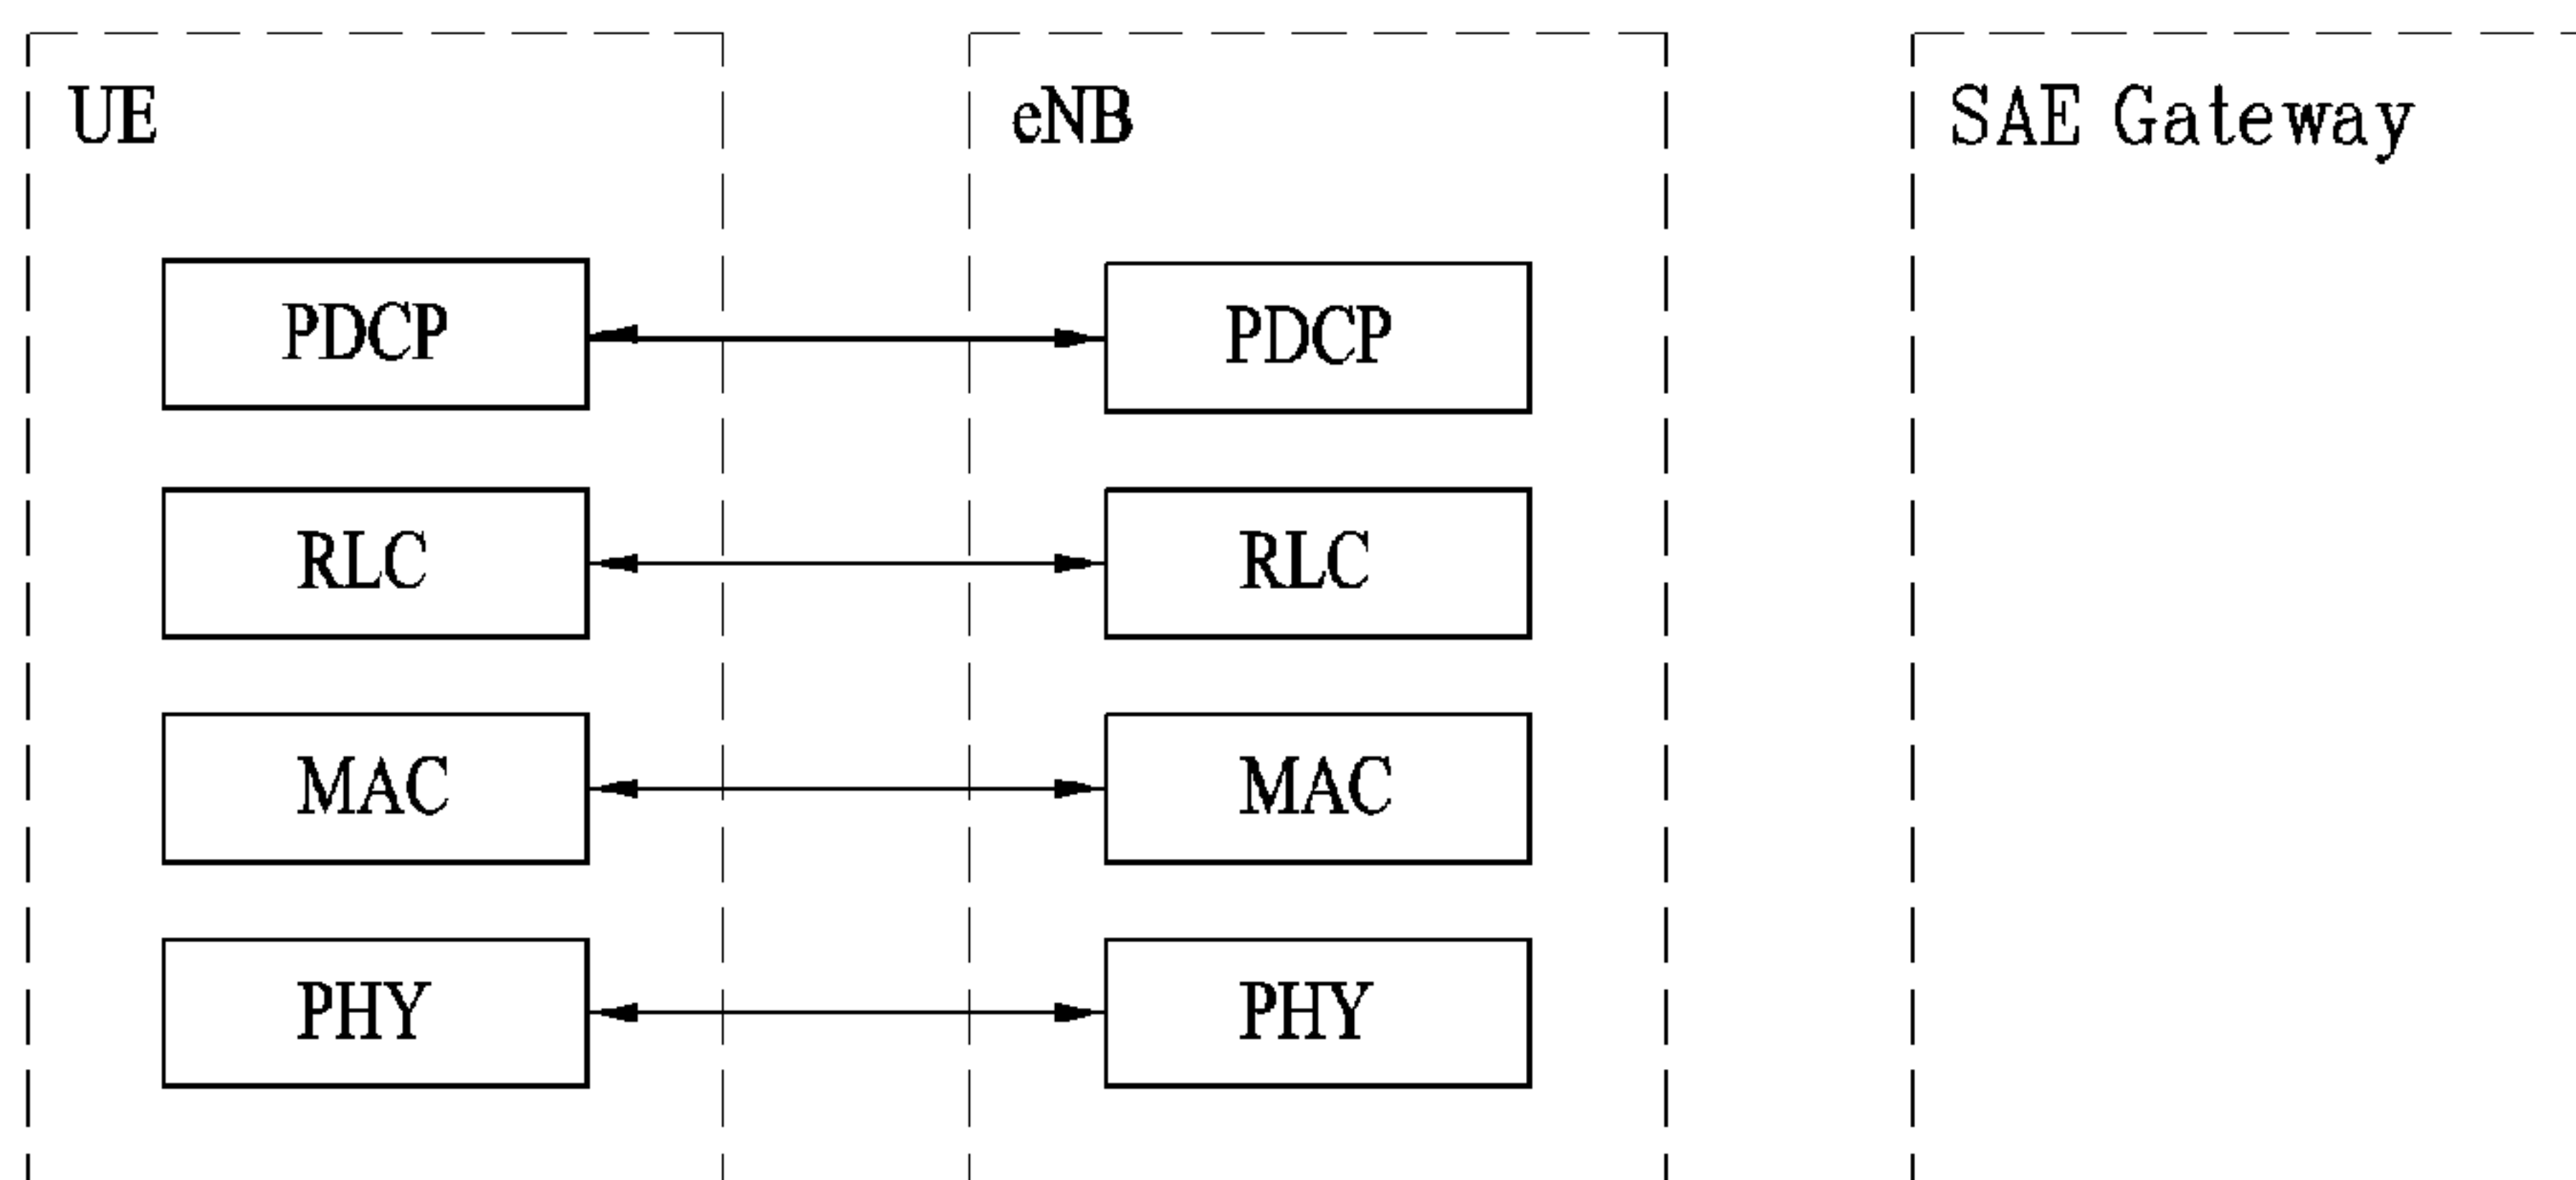 UE
eNB
SAE Gateway
PDCP
PDCP
RLC
RLC
MAC
MAC
PHY
PHY